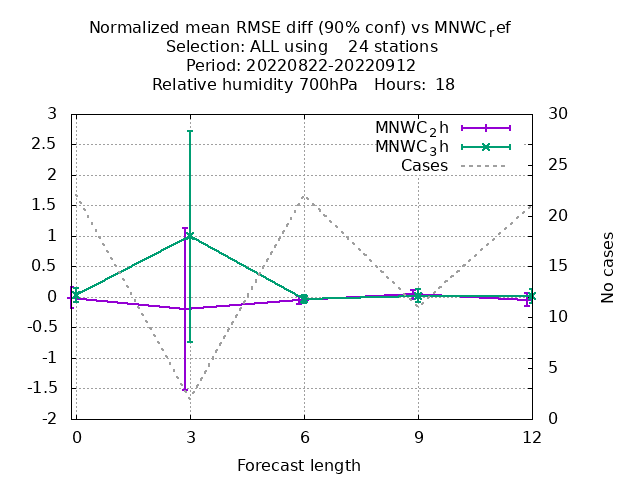 Normalized mean RMSE diff (90% conf) vs MNWCref
Selection: ALL using    24 stations
Period: 20220822-20220912
Relative humidity 700hPa   Hours:  18
MNWC2h
MNWC3h
Cases
3
2.5
2
1.5
1
0.5
0
-0.5
-1
-1.5
-2
30
25
20
15
10
5
0
No cases
0 3 6 9 12
Forecast length